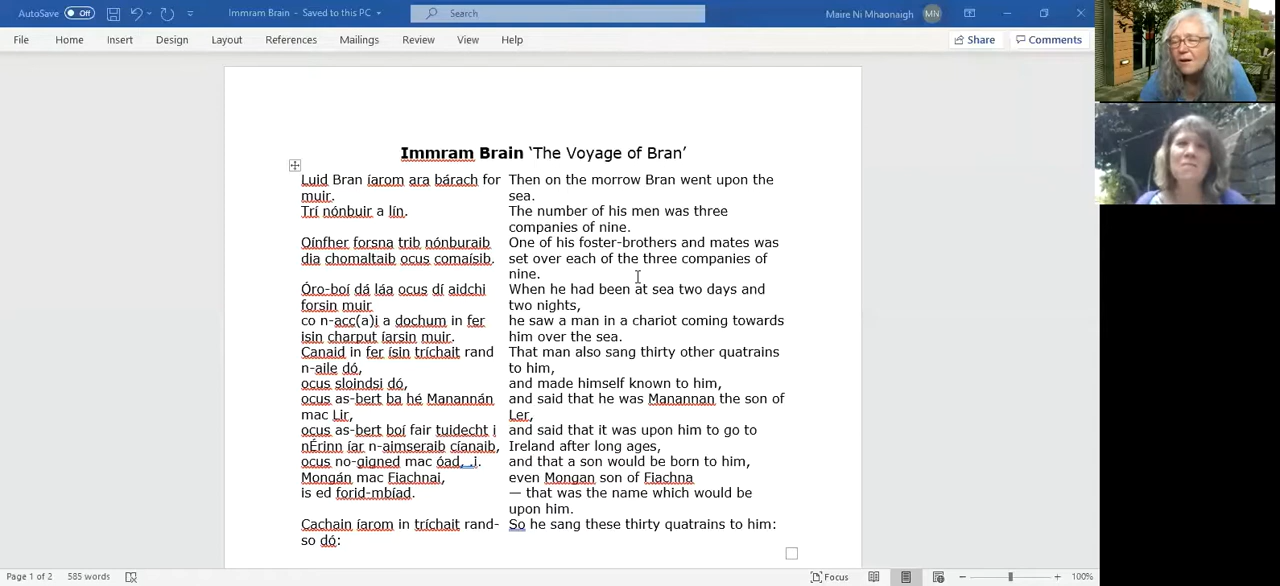 AutoSave Off
Immram Brain - Saved to this PC
Search
Maire Ni Mhaonaigh MN
File Home Insert Design Layout References Mailings Review View Help Share Comments
Immram Brain ‘The Voyage of Bran’
Luid Bran íarom ara bárach for
muir.
Trí nónbuir a lín.
Oínfher forsna trib nónburaib
dia chomaltaib ocus comaísib.
Óro-boí dá láa ocus dí aidchi
forsin muir
co n-acc(a)i a dochum in fer
isin charput íarsin muir.
Canaid in fer ísin tríchait rand
n-aile dó,
ocus sloindsi dó,
ocus as-bert ba hé Manannán
mac Lir,
ocus as-bert boí fair tuidecht i
nÉrinn íar n-aimseraib cíanaib,
ocus no-gigned mac óad, .i.
Mongán mac Fiachnai,
is ed forid-mbíad.
Cachain íarom in tríchait rand-
so dó:
Then on the morrow Bran went upon the
sea.
The number of his men was three
companies of nine.
One of his foster-brothers and mates was
set over each of the three companies of
nine.
When he had been at sea two days and
two nights,
he saw a man in a chariot coming towards
him over the sea.
That man also sang thirty other quatrains
to him,
and made himself known to him,
and said that he was Manannan the son of
Ler,
and said that it was upon him to go to
Ireland after long ages,
and that a son would be born to him,
even Mongan son of Fiachna
— that was the name which would be
upon him.
So he sang these thirty quatrains to him:
Page 1 of 2 585 words Focus 100%